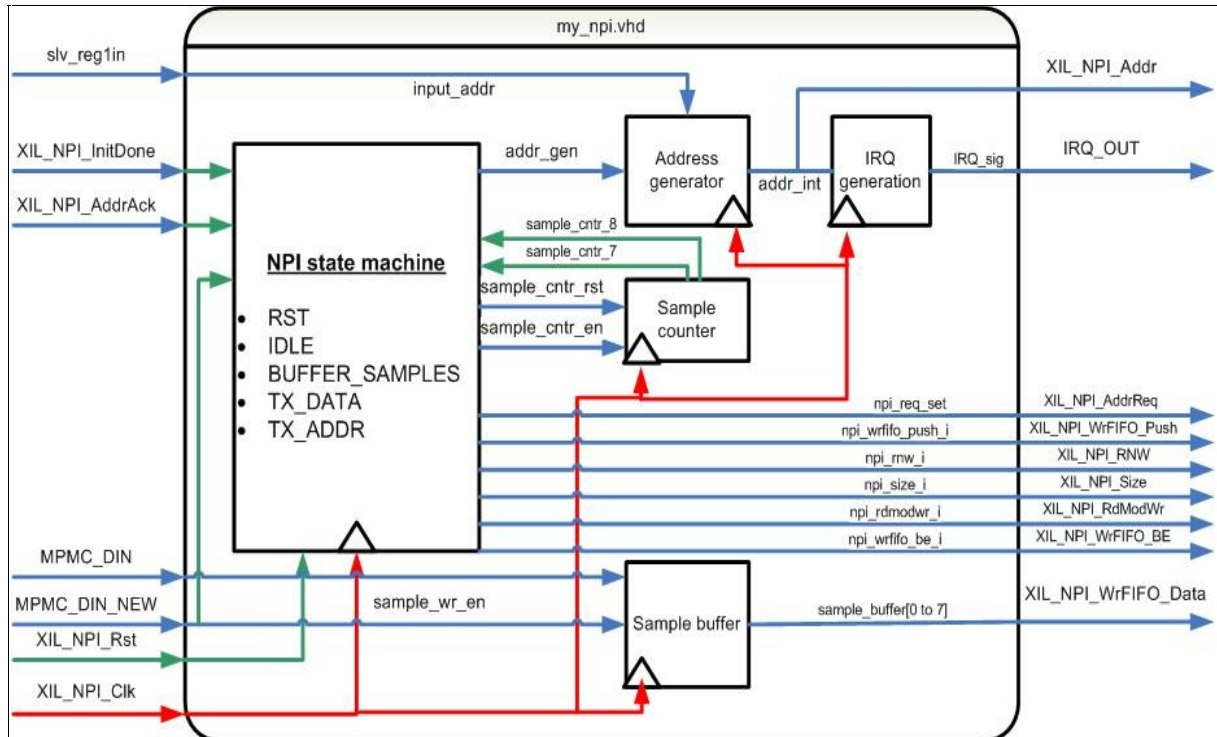 my_npi.vhd
slv_reg1in
input_addr
XIL_NPI_Addr
XIL_NPI_InitDone
XIL_NPI_AddrAck
addr_gen
Address
generator
addr_int
IRQ
generation
IRQ_sig
IRQ_OUT
sample_cntr_8
sample_cntr_7
NPI state machine
• RST
• IDLE
• BUFFER_SAMPLES
• TX_DATA
• TX_ADDR
sample_cntr_rst
sample_cntr_en
Sample
counter
npi_req_set
XIL_NPI_AddrReq
npi_wrfifo_push_i
XIL_NPI_WrFIFO_Push
npi_rnw_i
XIL_NPI_RNW
npi_size_i
XIL_NPI_Size
npi_rdmodwr_i
XIL_NPI_RdModWr
npi_wrfifo_be_i
XIL_NPI_WrFIFO_BE
MPMC_DIN
MPMC_DIN_NEW
sample_wr_en
Sample buffer
sample_buffer[0 to 7]
XIL_NPI_WrFIFO_Data
XIL_NPI_Rst
XIL_NPI_Clk